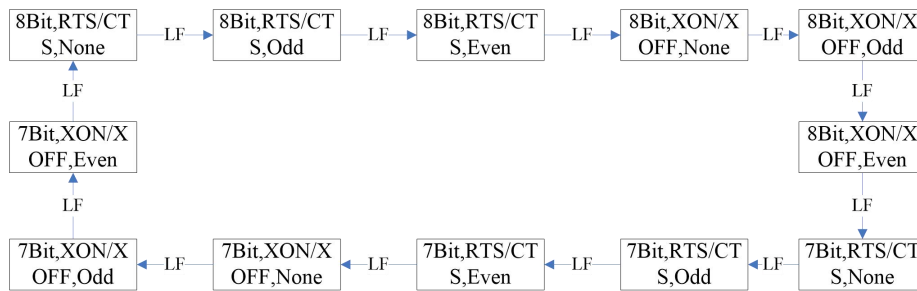 8Bit,RTS/CT
S,None
LF
8Bit,RTS/CT
S,Odd
LF
8Bit,RTS/CT
S,Even
LF
8Bit,XON/X
OFF,None
LF
8Bit,XON/X
OFF,Odd
LF
LF
7Bit,XON/X
OFF,Even
8Bit,XON/X
OFF,Even
LF
LF
7Bit,XON/X
OFF,Odd
LF
7Bit,XON/X
OFF,None
LF
7Bit,RTS/CT
S,Even
LF
7Bit,RTS/CT
S,Odd
LF
7Bit,RTS/CT
S,None